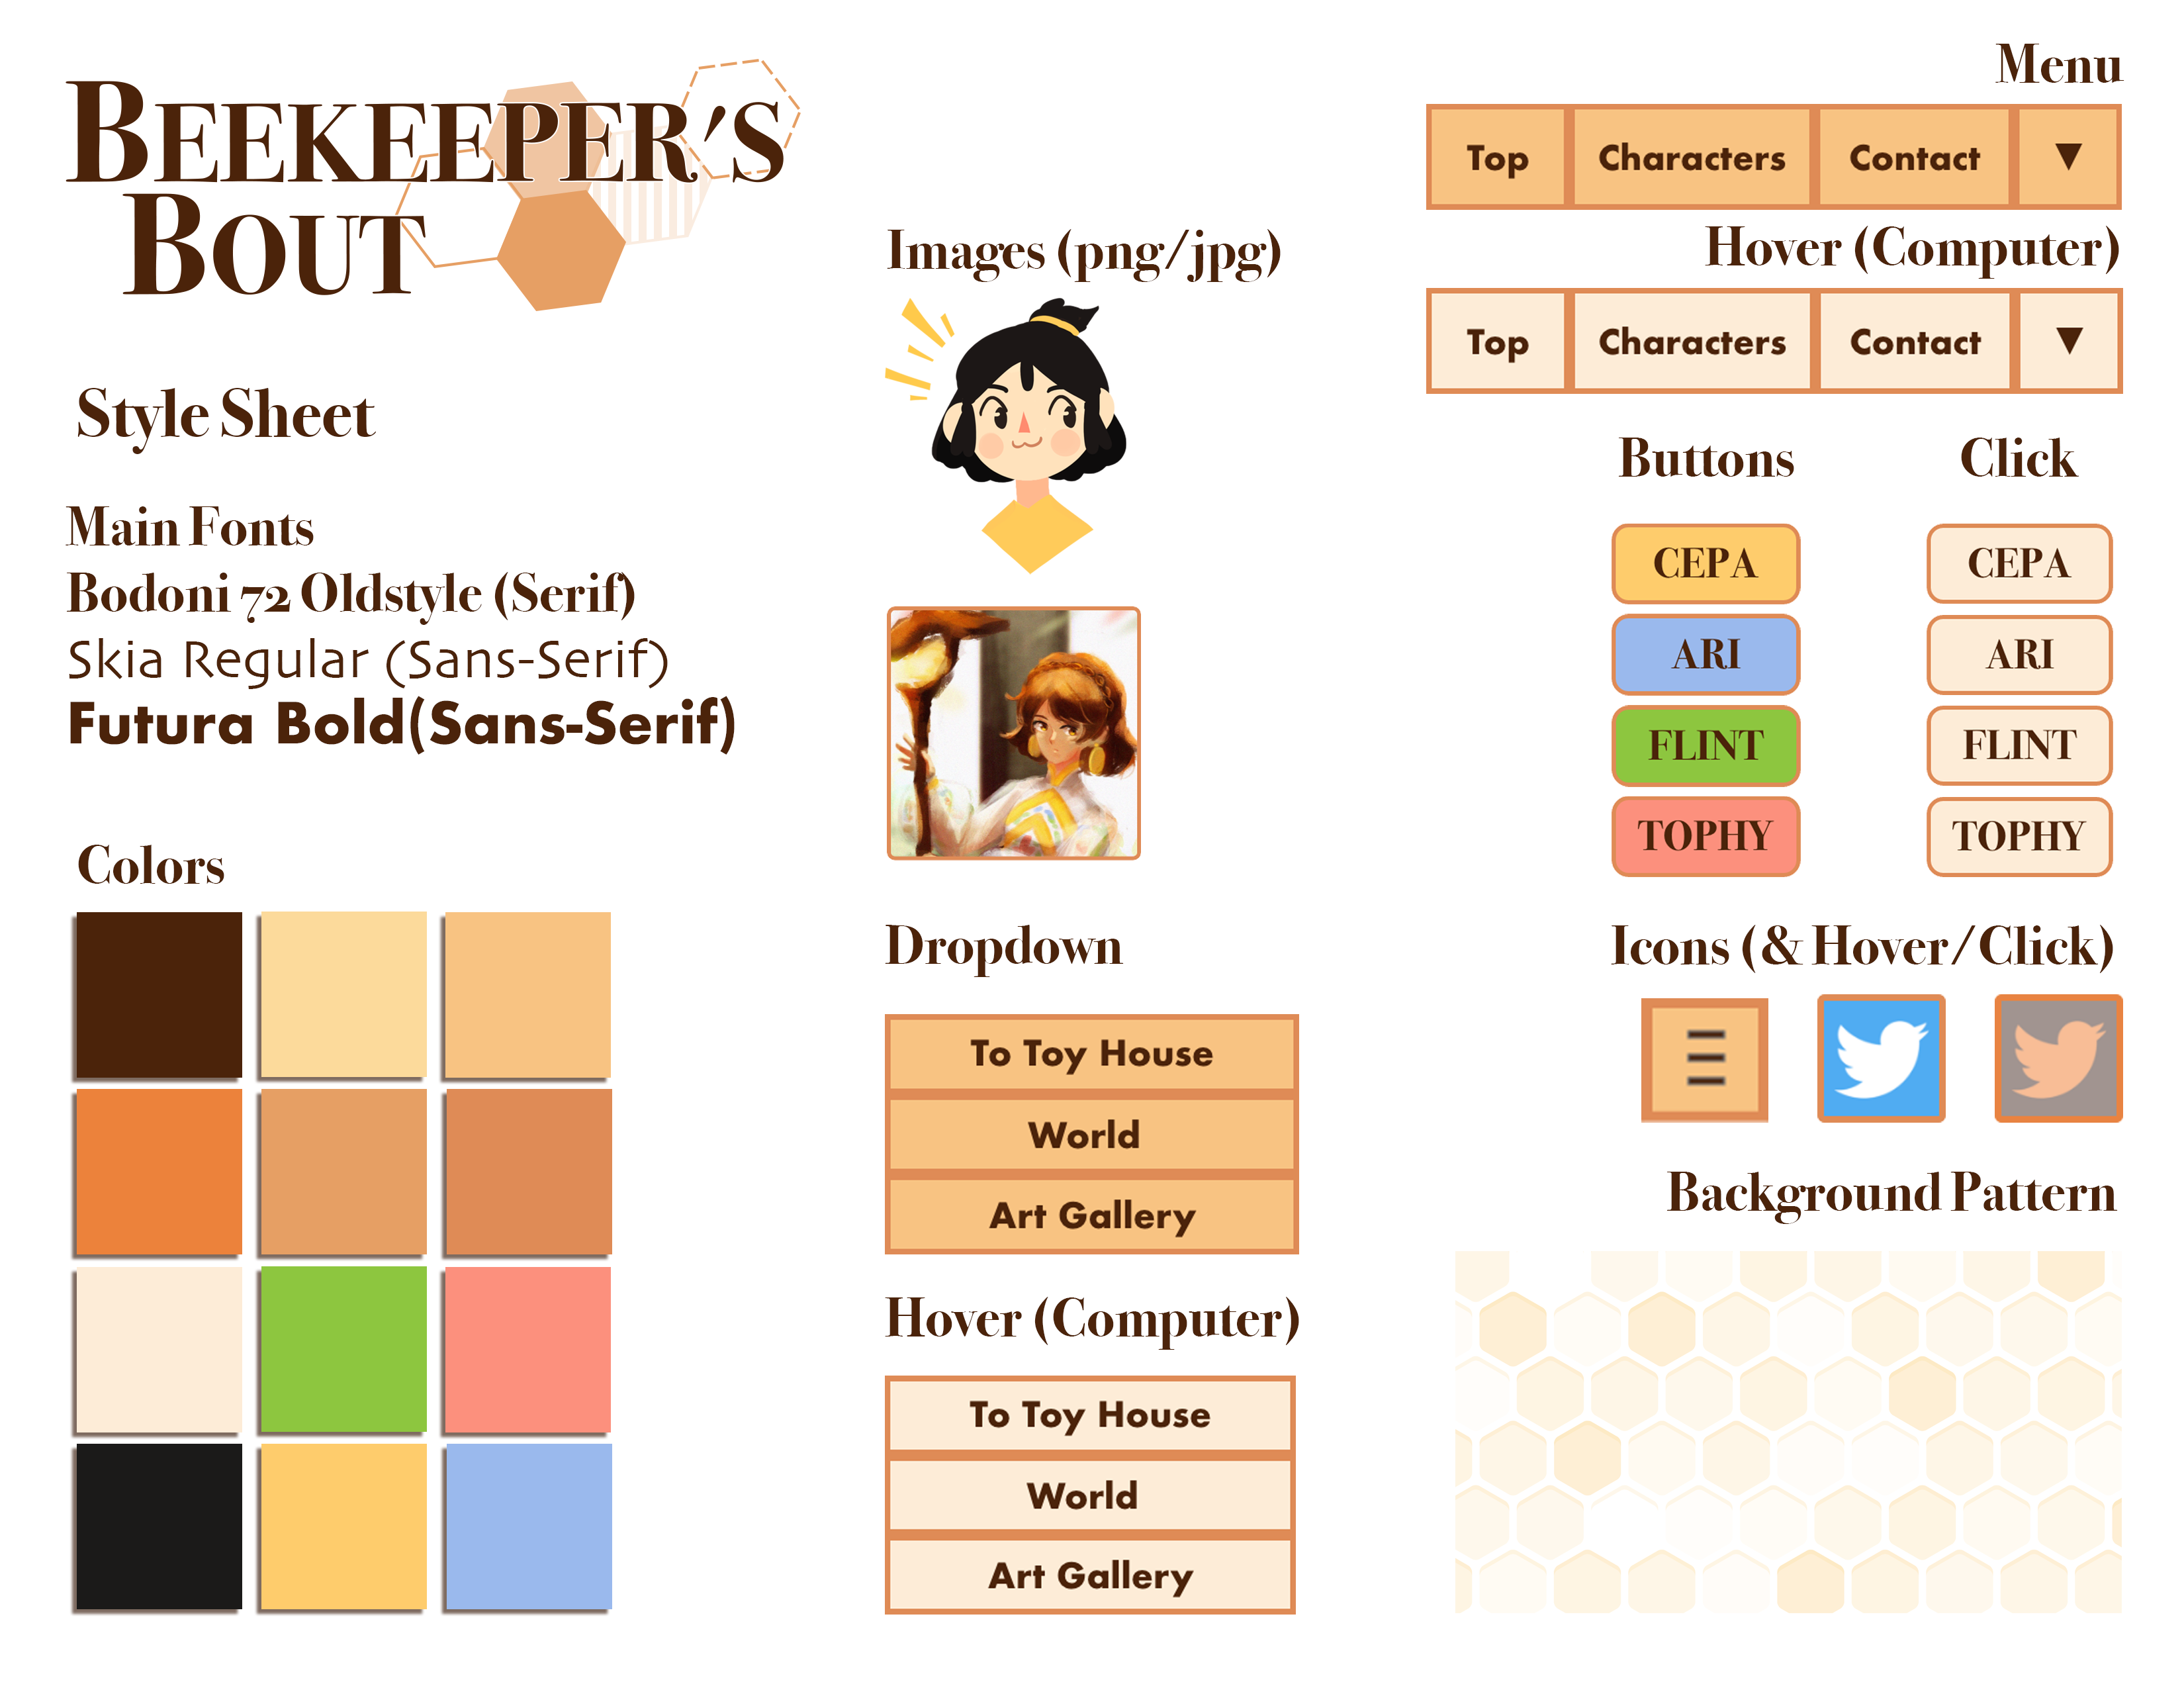 BEEKEEPER'S
BOUT
Style Sheet
Main Fonts
Bodoni 72 Oldstyle (Serif)
Skia Regular (Sans-Serif)
Futura Bold(Sans-Serif)
Colors
Images (png/jpg)
Dropdown
To Toy House
World
Art Gallery
Hover (Computer)
To Toy House
World
Art Gallery
Menu
Top Characters Contact ▼
Hover (Computer)
Top Characters Contact ▼
Buttons Click
CEPA CEPA
ARI ARI
FLINT FLINT
TOPHY TOPHY
Icons (& Hover/Click)
Background Pattern